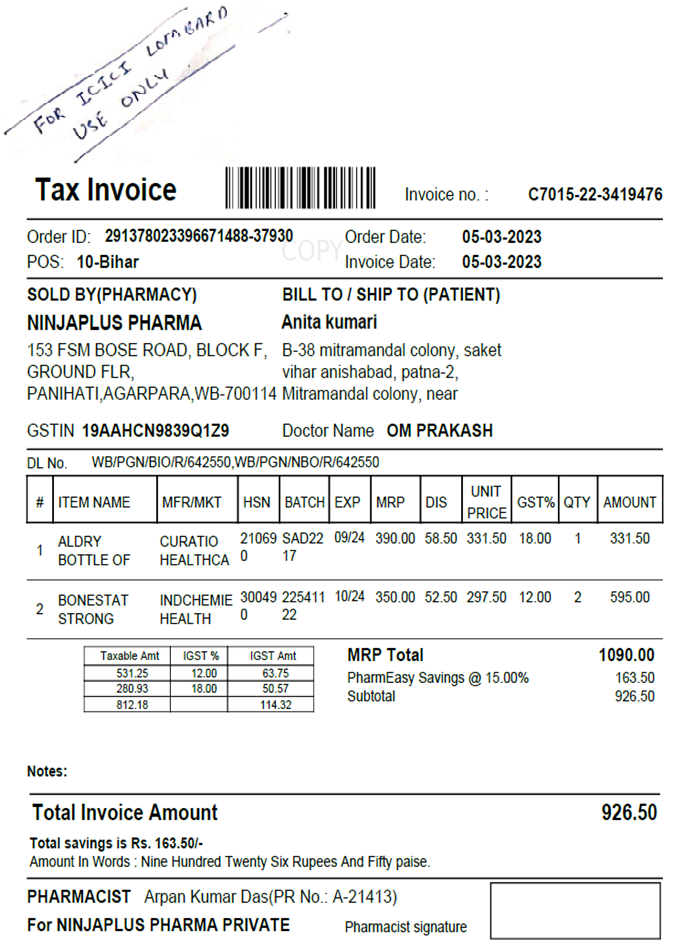 FOR ICICI LOMBARD
USE ONLY
Tax Invoice
Invoice no. : C7015-22-3419476
Order ID: 291378023396671488-37930
Order Date: 05-03-2023
COPY
POS: 10-Bihar
Invoice Date: 05-03-2023
SOLD BY(PHARMACY)
NINJAPLUS PHARMA
153 FSM BOSE ROAD, BLOCK F,
GROUND FLR,
PANIHATI,AGARPARA,WB-700114
BILL TO / SHIP TO (PATIENT)
Anita kumari
B-38 mitramandal colony, saket
vihar anishabad, patna-2,
Mitramandal colony, near
GSTIN 19AAHCN9839Q1Z9
Doctor Name OM PRAKASH
DL No. WB/PGN/BIO/R/642550,WB/PGN/NBO/R/642550
# ITEM NAME MFR/MKT HSN BATCH EXP MRP DIS UNIT PRICE GST% QTY AMOUNT
1 ALDRY CURATIO 21069 SAD22 09/24 390.00 58.50 331.50 18.00 1 331.50
BOTTLE OF HEALTHCA 0 17
2 BONESTAT INDCHEMIE 30049 225411 10/24 350.00 52.50 297.50 12.00 2 595.00
STRONG HEALTH 0 22
Taxable Amt IGST % IGST Amt
531.25 12.00 63.75
280.93 18.00 50.57
812.18 114.32
MRP Total 1090.00
PharmEasy Savings @ 15.00% 163.50
Subtotal 926.50
Notes:
Total Invoice Amount 926.50
Total savings is Rs. 163.50/-
Amount In Words : Nine Hundred Twenty Six Rupees And Fifty paise.
PHARMACIST Arpan Kumar Das(PR No.: A-21413)
For NINJAPLUS PHARMA PRIVATE
Pharmacist signature